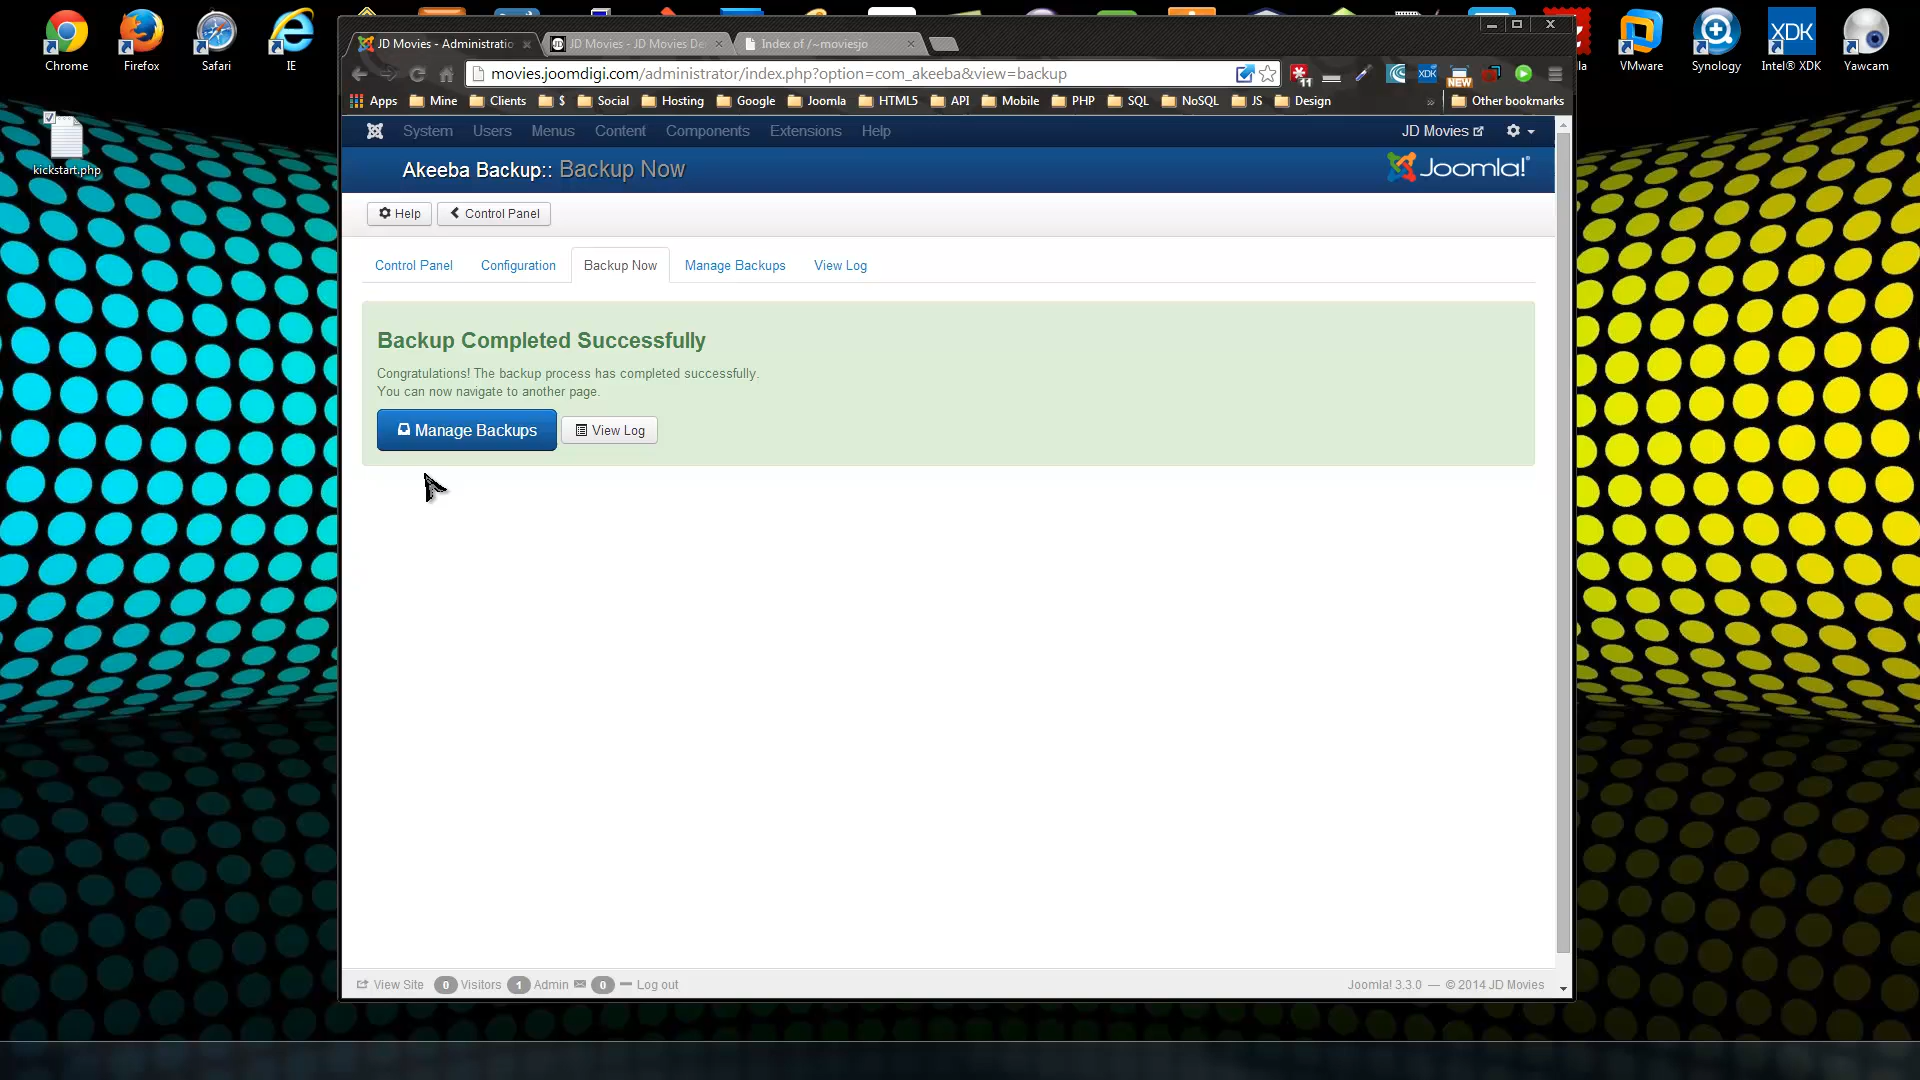 Chrome
Firefox
Safari
IE
VMware
Synology
XDK
Intel® XDK
Yawcam
kickstart.php
JD Movies - Administratio
JD Movies - JD Movies De
Index of /~moviesjo
movies.joomdigi.com/administrator/index.php?option=com_akeeba&view=backup
11
XDK
NEW
Apps
Mine
Clients
$
Social
Hosting
Google
Joomla
HTML5
API
Mobile
PHP
SQL
NoSQL
JS
Design
»
Other bookmarks
System
Users
Menus
Content
Components
Extensions
Help
JD Movies
Akeeba Backup:: Backup Now
Joomla!
Help
Control Panel
Control Panel
Configuration
Backup Now
Manage Backups
View Log
Backup Completed Successfully
Congratulations! The backup process has completed successfully.
You can now navigate to another page.
Manage Backups
View Log
View Site
0 Visitors
1 Admin
0
Log out
Joomla! 3.3.0 — © 2014 JD Movies